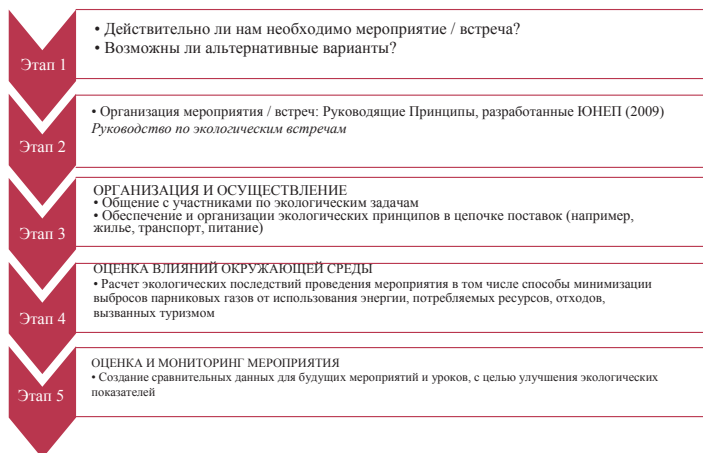 • Действительно ли нам необходимо мероприятие / встреча?
• Возможны ли альтернативные варианты?
Этап 1
• Организация мероприятия / встреч: Руководящие Принципы, разработанные ЮНЕП (2009)
Руководство по экологическим встречам
Этап 2
ОРГАНИЗАЦИЯ И ОСУЩЕСТВЛЕНИЕ
• Общение с участниками по экологическим задачам
• Обеспечение и организации экологических принципов в цепочке поставок (например,
жилье, транспорт, питание)
Этап 3
ОЦЕНКА ВЛИЯНИЙ ОКРУЖАЮЩЕЙ СРЕДЫ
• Расчет экологических последствий проведения мероприятия в том числе способы минимизации
выбросов парниковых газов от использования энергии, потребляемых ресурсов, отходов,
вызванных туризмом
Этап 4
ОЦЕНКА И МОНИТОРИНГ МЕРОПРИЯТИЯ
• Создание сравнительных данных для будущих мероприятий и уроков, с целью улучшения экологических
показателей
Этап 5